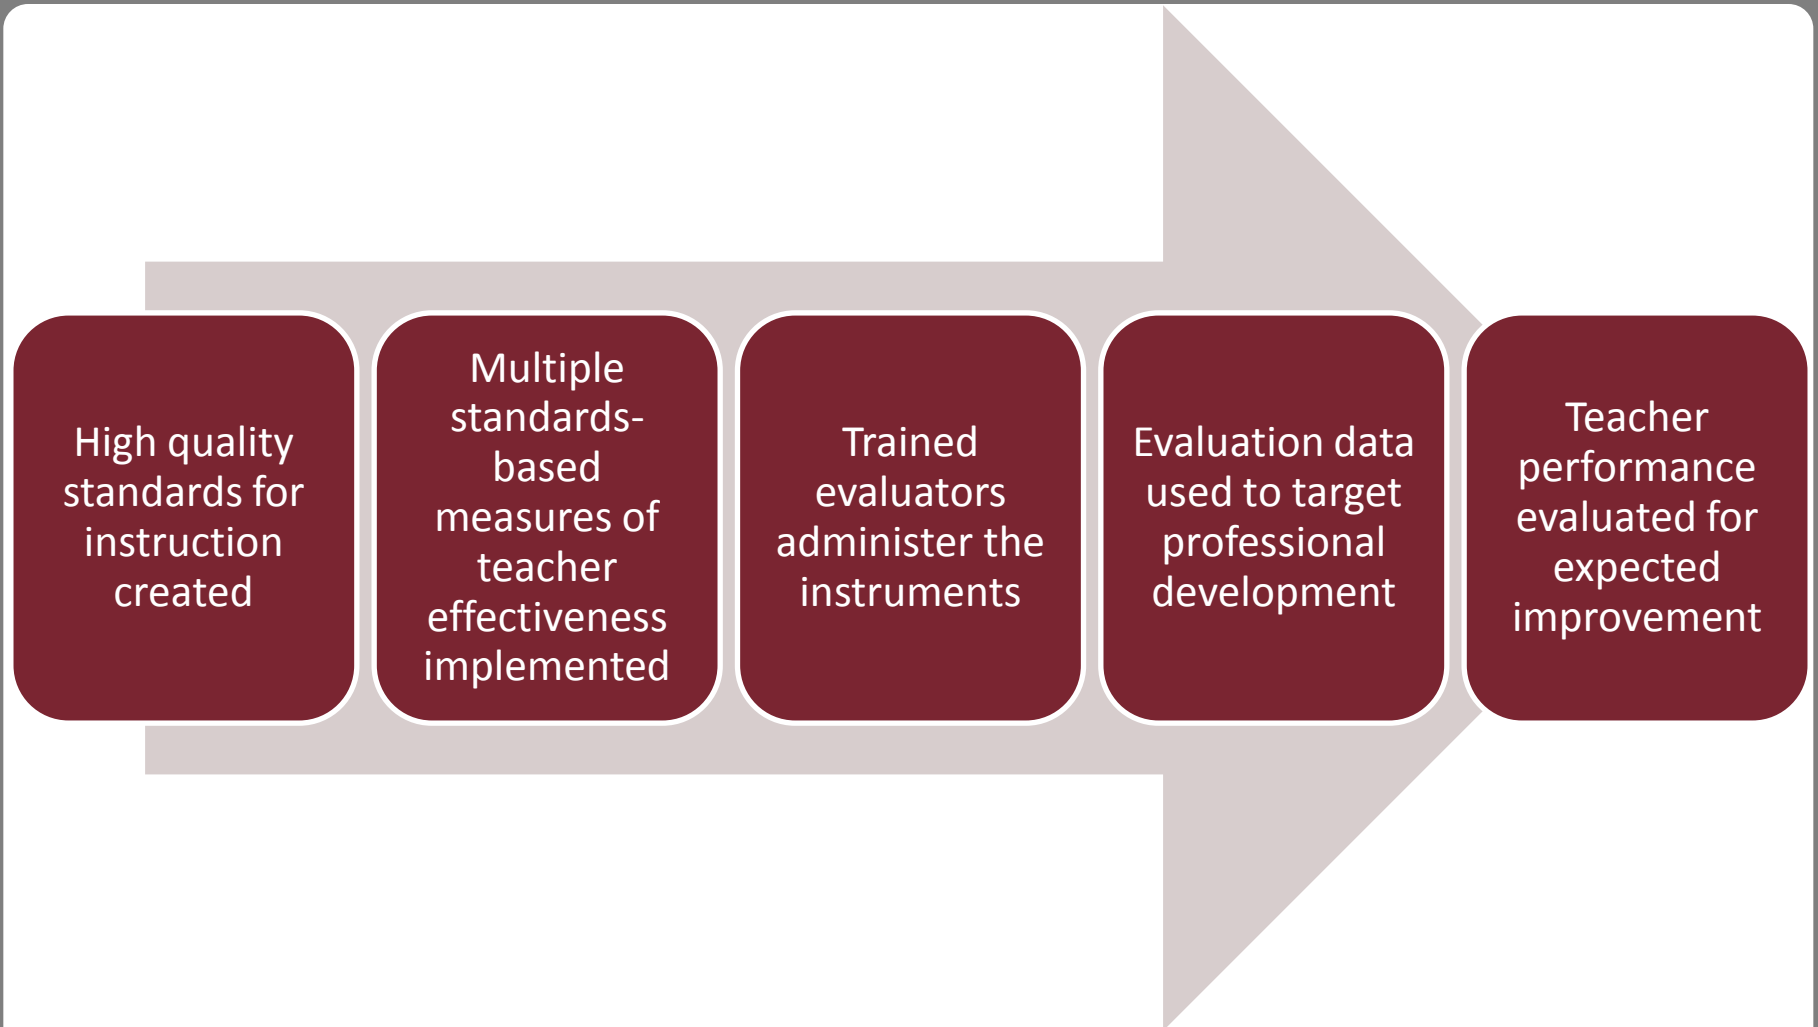 High quality
standards for
instruction
created
Multiple
standards-
based
measures of
teacher
effectiveness
implemented
Trained
evaluators
administer the
instruments
Evaluation data
used to target
professional
development
Teacher
performance
evaluated for
expected
improvement